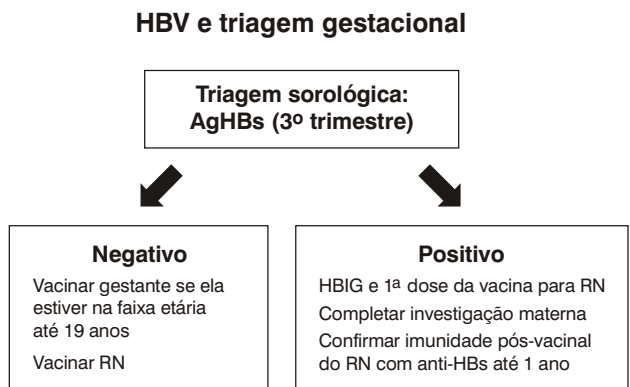 HBV e triagem gestacional
Triagem sorológica:
AgHBs (3º trimestre)
Negativo
Vacinar gestante se ela
estiver na faixa etária
até 19 anos
Vacinar RN
Positivo
HBIG e 1ª dose da vacina para RN
Completar investigação materna
Confirmar imunidade pós-vacinal
do RN com anti-HBs até 1 ano